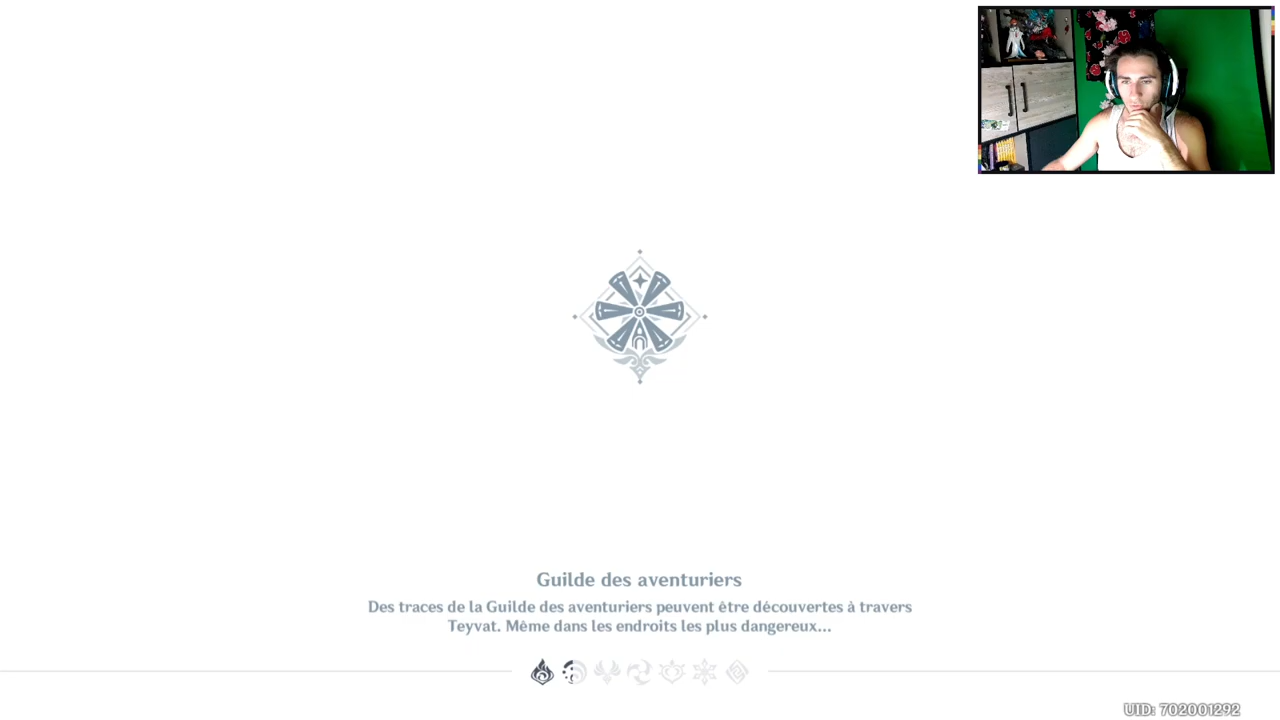 Guilde des aventuriers
Des traces de la Guilde des aventuriers peuvent être découvertes à travers
Teyvat. Même dans les endroits les plus dangereux...
UID: 702001292